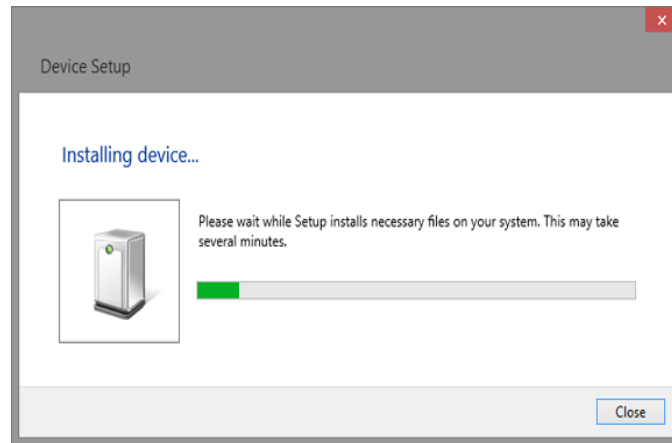 x
Device Setup
Installing device...
Please wait while Setup installs necessary files on your system. This may take
several minutes.
Close